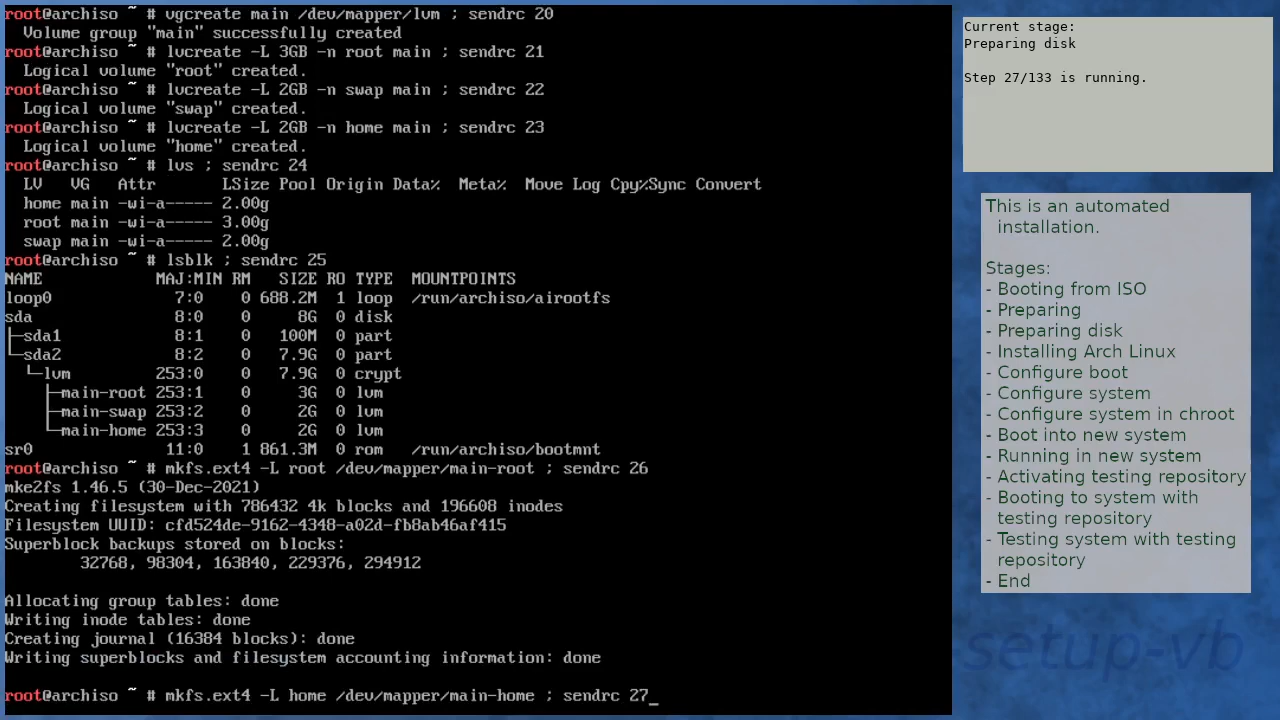 root@archiso ~ # vgcreate main /dev/mapper/lvm ; sendrc 20
  Volume group "main" successfully created
root@archiso ~ # lvcreate -L 3GB -n root main ; sendrc 21
  Logical volume "root" created.
root@archiso ~ # lvcreate -L 2GB -n swap main ; sendrc 22
  Logical volume "swap" created.
root@archiso ~ # lvcreate -L 2GB -n home main ; sendrc 23
  Logical volume "home" created.
root@archiso ~ # lvs ; sendrc 24
  LV   VG   Attr       LSize Pool Origin Data%  Meta%  Move Log Cpy%Sync Convert
  home main -wi-a----- 2.00g
  root main -wi-a----- 3.00g
  swap main -wi-a----- 2.00g
root@archiso ~ # lsblk ; sendrc 25
NAME            MAJ:MIN RM   SIZE RO TYPE  MOUNTPOINTS
loop0             7:0    0 688.2M  1 loop  /run/archiso/airootfs
sda               8:0    0     8G  0 disk
├─sda1            8:1    0   100M  0 part
└─sda2            8:2    0   7.9G  0 part
  └─lvm         253:0    0   7.9G  0 crypt
    ├─main-root 253:1    0     3G  0 lvm
    ├─main-swap 253:2    0     2G  0 lvm
    └─main-home 253:3    0     2G  0 lvm
sr0              11:0    1 861.3M  0 rom   /run/archiso/bootmnt
root@archiso ~ # mkfs.ext4 -L root /dev/mapper/main-root ; sendrc 26
mke2fs 1.46.5 (30-Dec-2021)
Creating filesystem with 786432 4k blocks and 196608 inodes
Filesystem UUID: cfd524de-9162-4348-a02d-fb8ab46af415
Superblock backups stored on blocks:
        32768, 98304, 163840, 229376, 294912

Allocating group tables: done
Writing inode tables: done
Creating journal (16384 blocks): done
Writing superblocks and filesystem accounting information: done

root@archiso ~ # mkfs.ext4 -L home /dev/mapper/main-home ; sendrc 27_
Current stage:
Preparing disk
Step 27/133 is running.
This is an automated
installation.
Stages:
- Booting from ISO
- Preparing
- Preparing disk
- Installing Arch Linux
- Configure boot
- Configure system
- Configure system in chroot
- Boot into new system
- Running in new system
- Activating testing repository
- Booting to system with
testing repository
- Testing system with testing
repository
- End
setup-vb